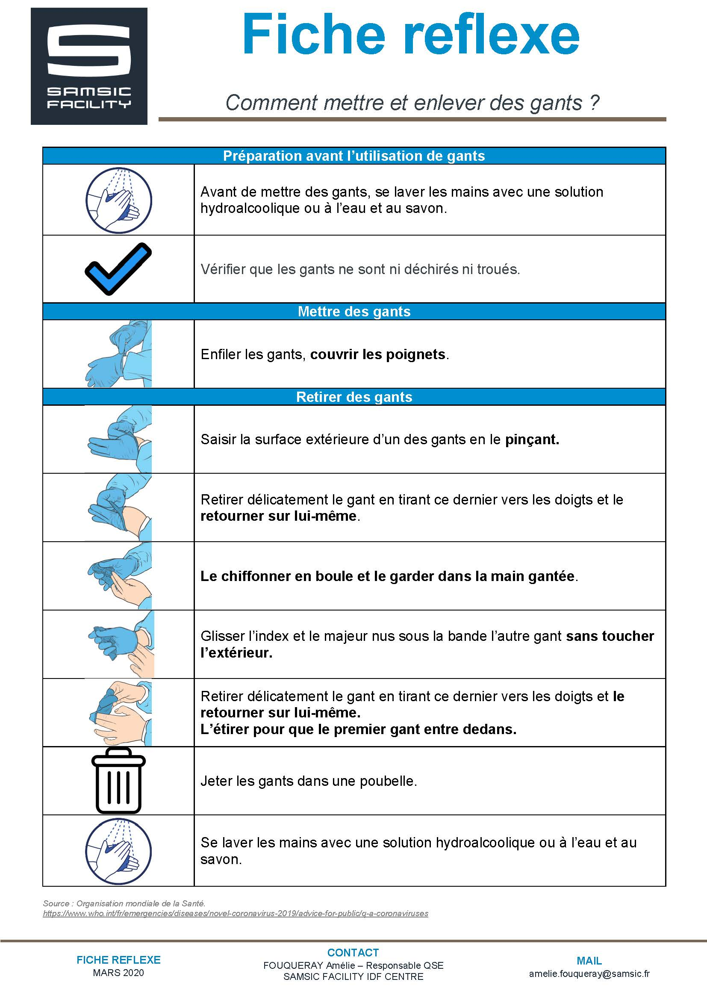 SAMSIC
FACILITY
Fiche reflexe
Comment mettre et enlever des gants ?
Préparation avant l’utilisation de gants
Avant de mettre des gants, se laver les mains avec une solution
hydroalcoolique ou à l’eau et au savon.
Vérifier que les gants ne sont ni déchirés ni troués.
Mettre des gants
Enfiler les gants, couvrir les poignets.
Retirer des gants
Saisir la surface extérieure d’un des gants en le pinçant.
Retirer délicatement le gant en tirant ce dernier vers les doigts et le
retourner sur lui-même.
Le chiffonner en boule et le garder dans la main gantée.
Glisser l’index et le majeur nus sous la bande l’autre gant sans toucher
l’extérieur.
Retirer délicatement le gant en tirant ce dernier vers les doigts et le
retourner sur lui-même.
L’étirer pour que le premier gant entre dedans.
Jeter les gants dans une poubelle.
Se laver les mains avec une solution hydroalcoolique ou à l’eau et au
savon.
Source : Organisation mondiale de la Santé.
https://www.who.int/fr/emergencies/diseases/novel-coronavirus-2019/advice-for-public/q-a-coronaviruses
FICHE REFLEXE
MARS 2020
CONTACT
FOUQUERAY Amélie – Responsable QSE
SAMSIC FACILITY IDF CENTRE
MAIL
amelie.fouqueray@samsic.fr